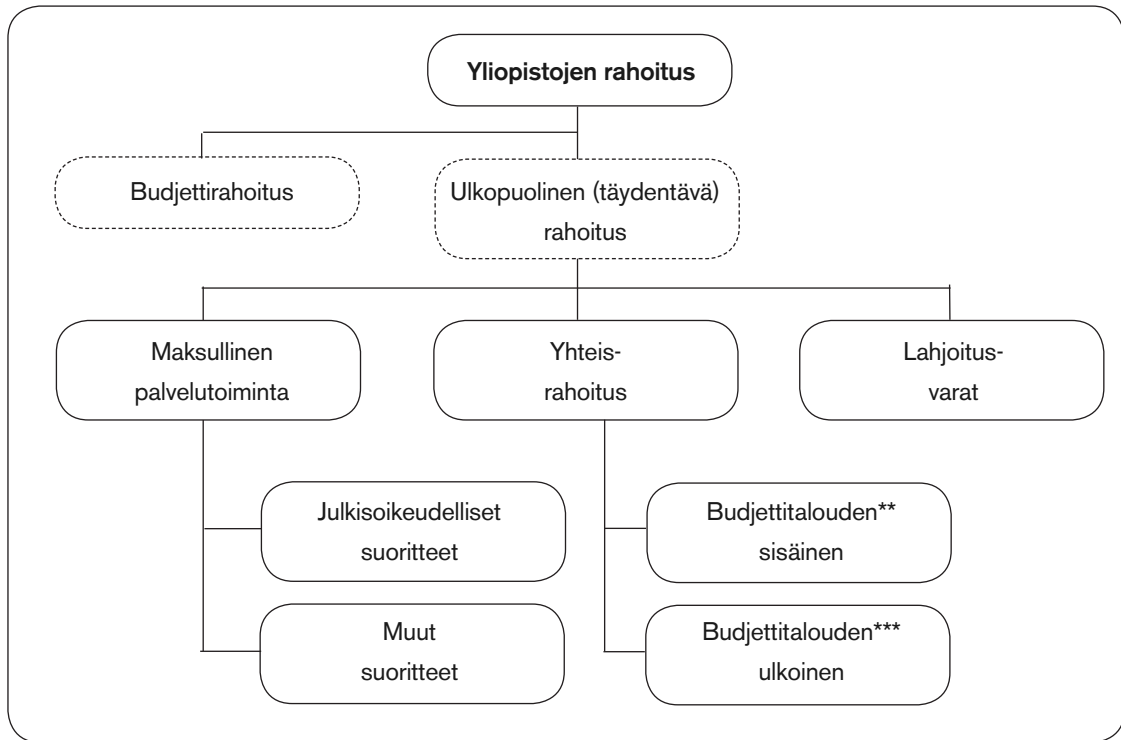 Yliopistojen rahoitus
Budjettirahoitus
Ulkopuolinen (täydentävä)
rahoitus
Maksullinen
palvelutoiminta
Yhteis-
rahoitus
Lahjoitus-
varat
Julkisoikeudelliset
suoritteet
Budjettitalouden**
sisäinen
Muut
suoritteet
Budjettitalouden***
ulkoinen